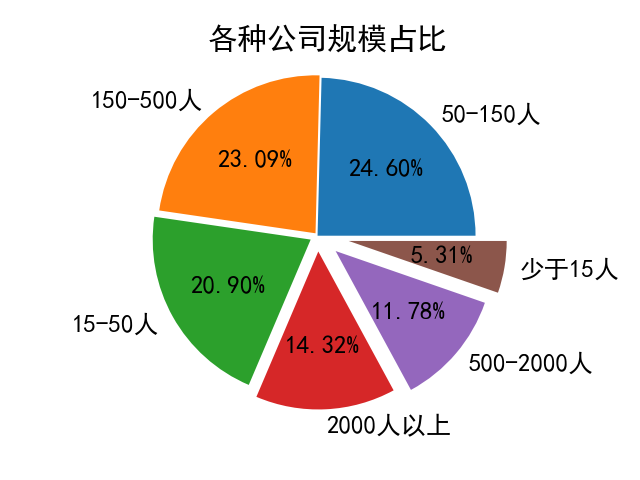 各种公司规模占比
150-500人
50-150人
23.09%
24.60%
5.31%
少于15人
20.90%
11.78%
15-50人
14.32%
500-2000人
2000人以上